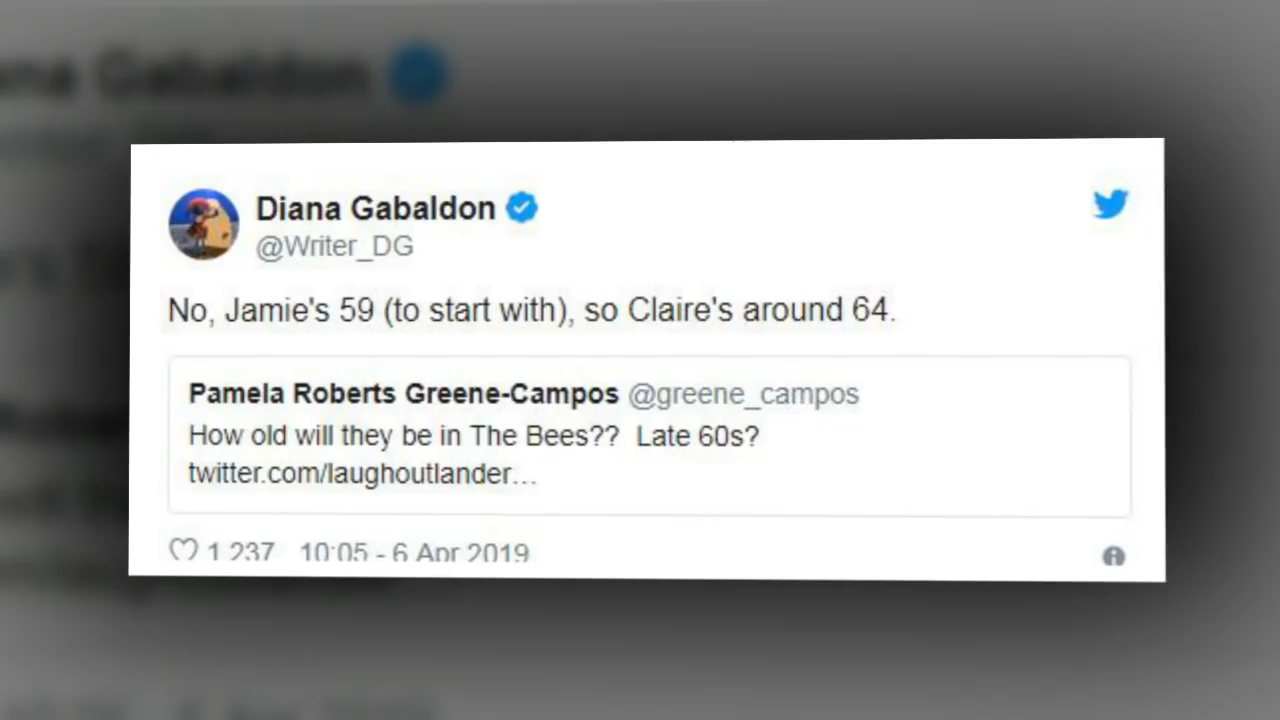 Diana Gabaldon
@Writer_DG
No, Jamie's 59 (to start with), so Claire's around 64.
Pamela Roberts Greene-Campos @greene_campos
How old will they be in The Bees?? Late 60s?
twitter.com/laughoutlander…
1 237 10:05 - 6 Apr 2019